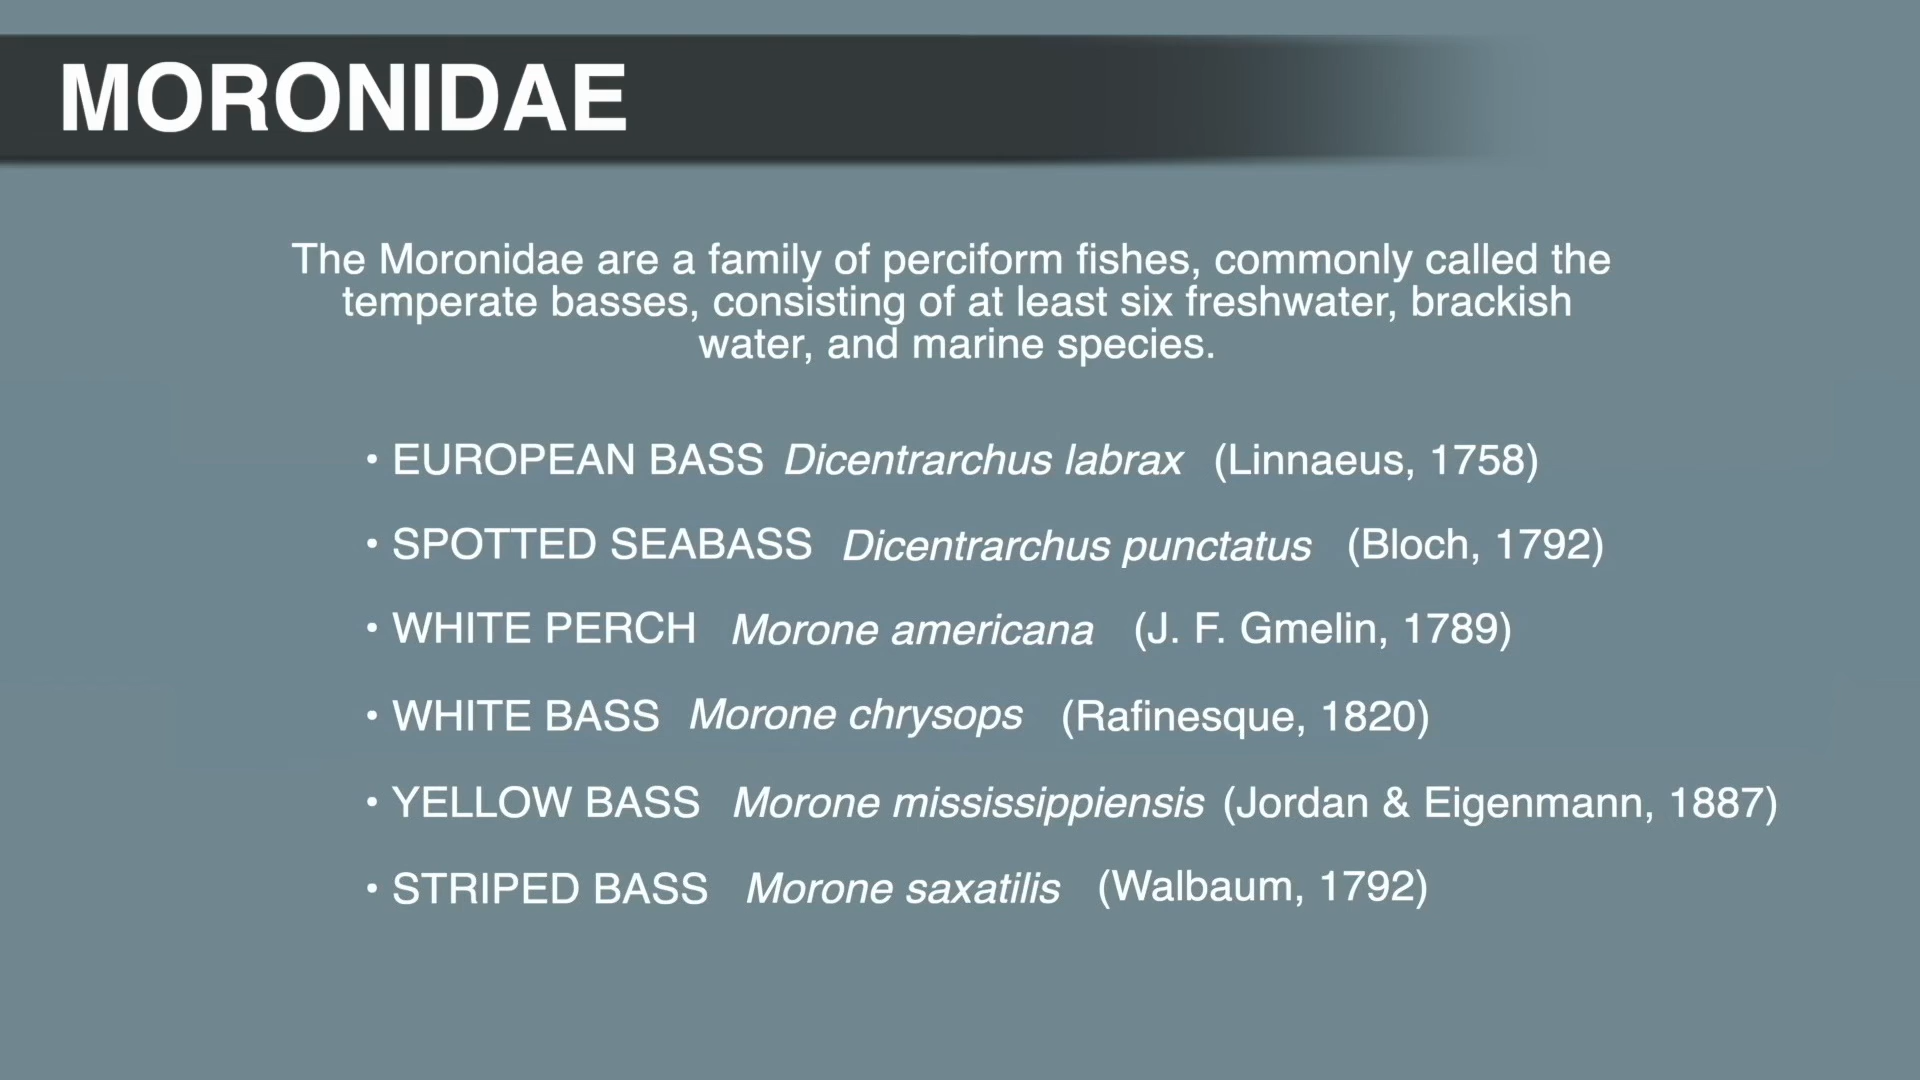 MORONIDAE
The Moronidae are a family of perciform fishes, commonly called the
temperate basses, consisting of at least six freshwater, brackish
water, and marine species.
• EUROPEAN BASS Dicentrarchus labrax (Linnaeus, 1758)
• SPOTTED SEABASS Dicentrarchus punctatus (Bloch, 1792)
• WHITE PERCH Morone americana (J. F. Gmelin, 1789)
• WHITE BASS Morone chrysops (Rafinesque, 1820)
• YELLOW BASS Morone mississippiensis (Jordan & Eigenmann, 1887)
• STRIPED BASS Morone saxatilis (Walbaum, 1792)